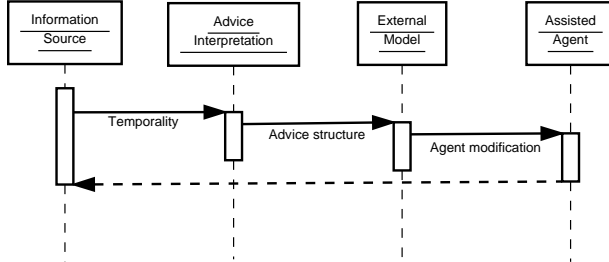 Information
Source
Advice
Interpretation
External
Model
Assisted
Agent
Temporality
Advice structure
Agent modification